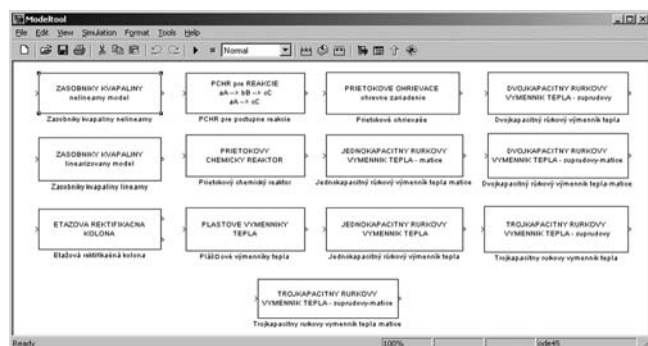 Modeltool
File Edit View Simulation Format Tools Help
Normal
ZASOBNIKY KVAPALINY
nelinearny model
Zasobniky kvapaliny nelinearny
PCHR pre REAKCIE
aA --> bB --> cC
aA --> cC
PCHR pre postupne reakcie
PRIETOKOVE OHRIEVACE
ohrevne zariadenie
Prietokové ohrievače
DVOJKAPACITNY RURKOVY
VYMENNIK TEPLA - suprudovy
Dvojkapacitný rúrkový výmenník tepla
ZASOBNIKY KVAPALINY
linearizovany model
Zasobniky kvapaliny linearny
PRIETOKOVY
CHEMICKY REAKTOR
Prietokový chemický reaktor
JEDNOKAPACITNY RURKOVY
VYMENNIK TEPLA - matice
Jednokapacitný rúrkový výmenník tepla matice
DVOJKAPACITNY RURKOVY
VYMENNIK TEPLA - suprudovy-matice
Dvojkapacitný rúrkový výmenník tepla matice
ETAZOVA REKTIFIKACNA
KOLONA
Etažová rektifikačná kolona
PLASTOVE VYMENNIKY
TEPLA
Plášťové výmenníky tepla
JEDNOKAPACITNY RURKOVY
VYMENNIK TEPLA
Jednokapacitný rúrkový výmenník tepla
TROJKAPACITNY RURKOVY
VYMENNIK TEPLA - suprudovy
Trojkapacitny rurkovy vymennik tepla
TROJKAPACITNY RURKOVY
VYMENNIK TEPLA - suprudovy-matice
Trojkapacitny rurkovy vymennik tepla matice
Ready 100% ode45